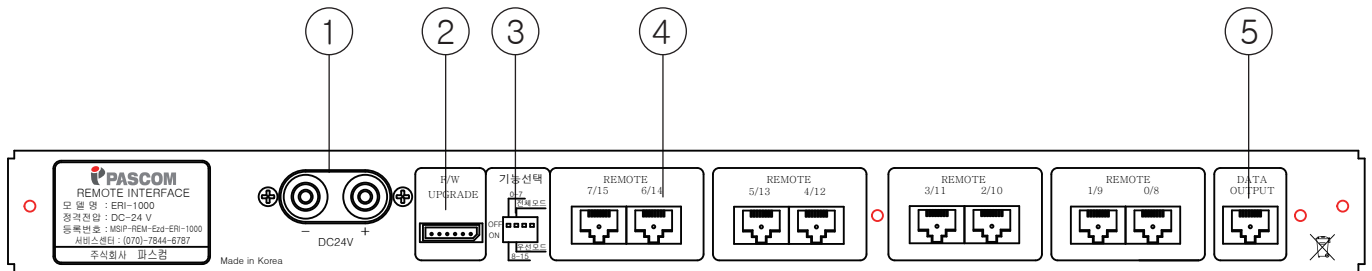 ① ② ③ ④ ⑤
PASCOM
REMOTE INTERFACE
모 델 명 : ERI-1000
정격전압 : DC-24 V
등록번호 : MSIP-REM-Ezd-ERI-1000
서비스센터 : (070)-7844-6787
주식회사 파스컴
Made in Korea
− +
DC24V
F/W
UPGRADE
기능선택
0-7
전체모드
OFF
ON
우선모드
8-15
REMOTE
7/15 6/14
REMOTE
5/13 4/12
REMOTE
3/11 2/10
REMOTE
1/9 0/8
DATA
OUTPUT